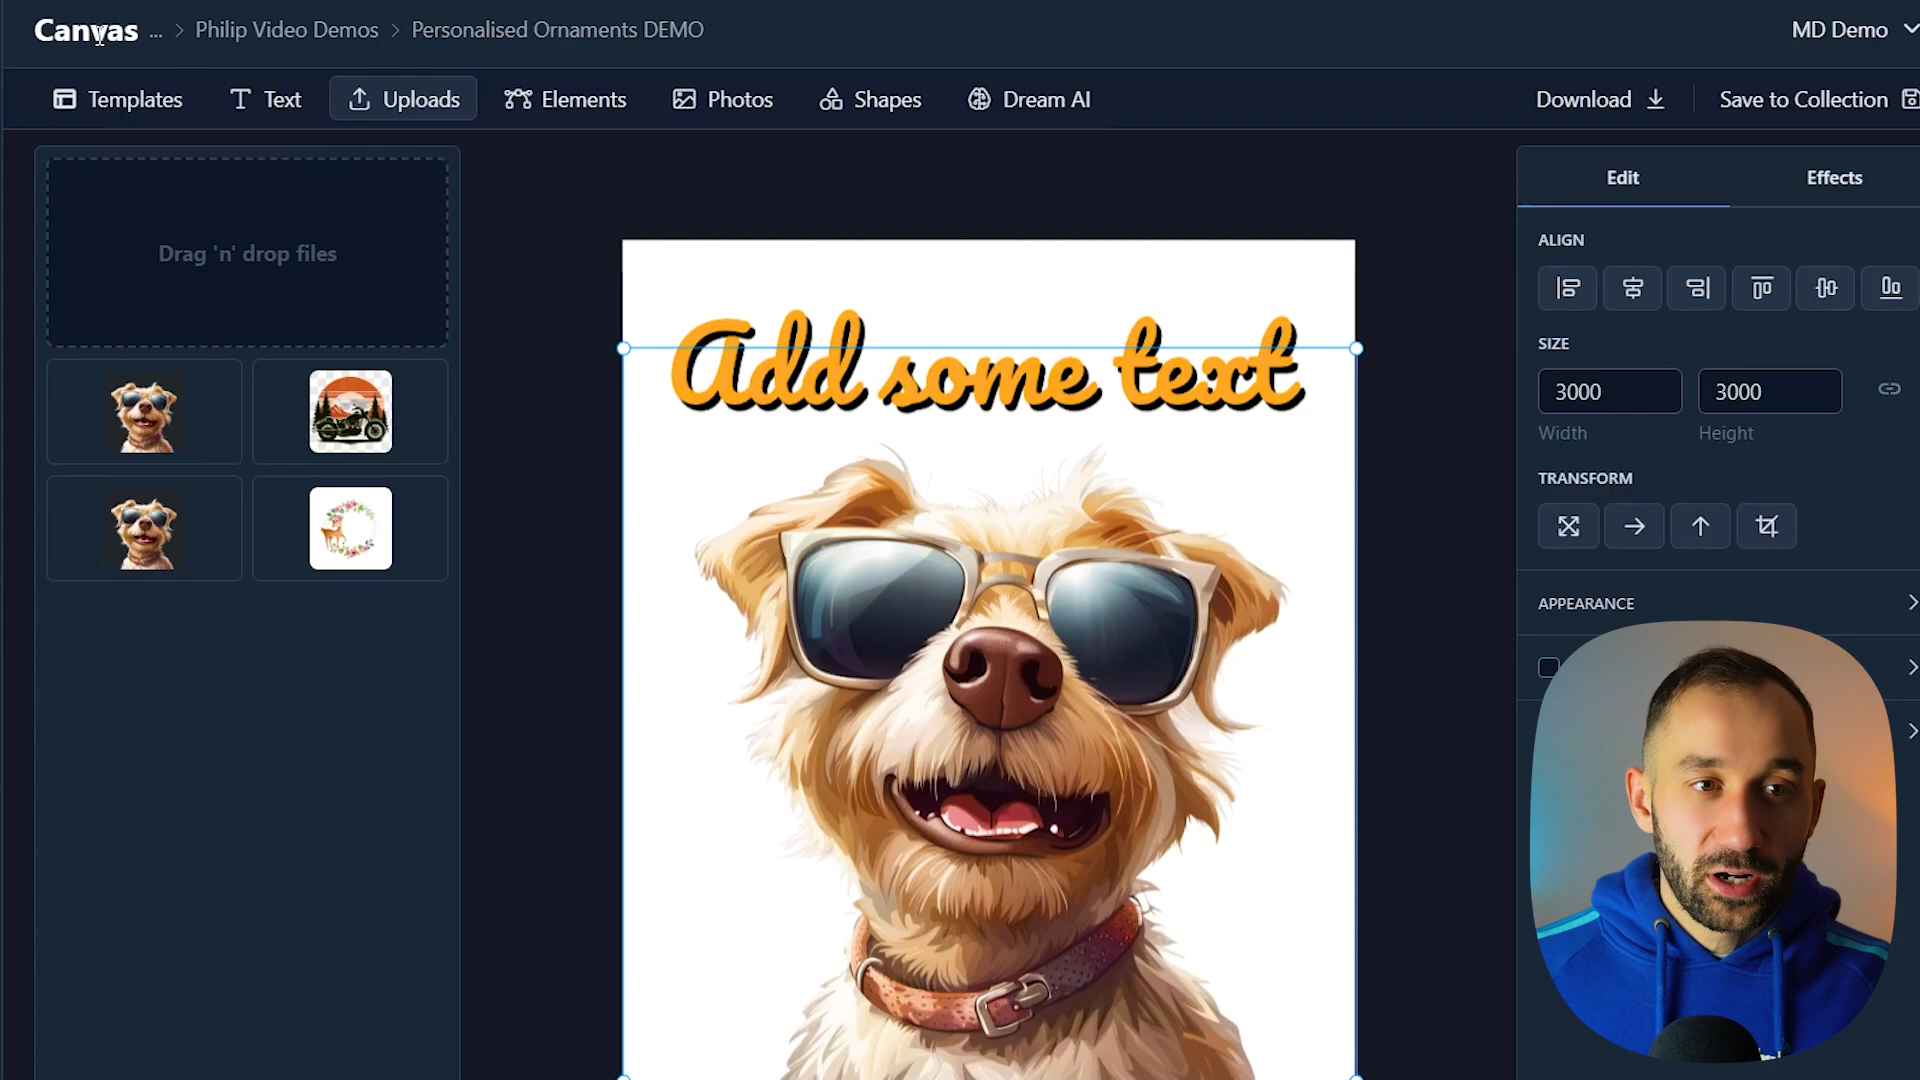 Canvas ... > Philip Video Demos > Personalised Ornaments DEMO
MD Demo
Templates
Text
Uploads
Elements
Photos
Shapes
Dream AI
Download
Save to Collection
Drag 'n' drop files
Add some text
Edit
Effects
ALIGN
SIZE
3000
3000
Width
Height
TRANSFORM
APPEARANCE